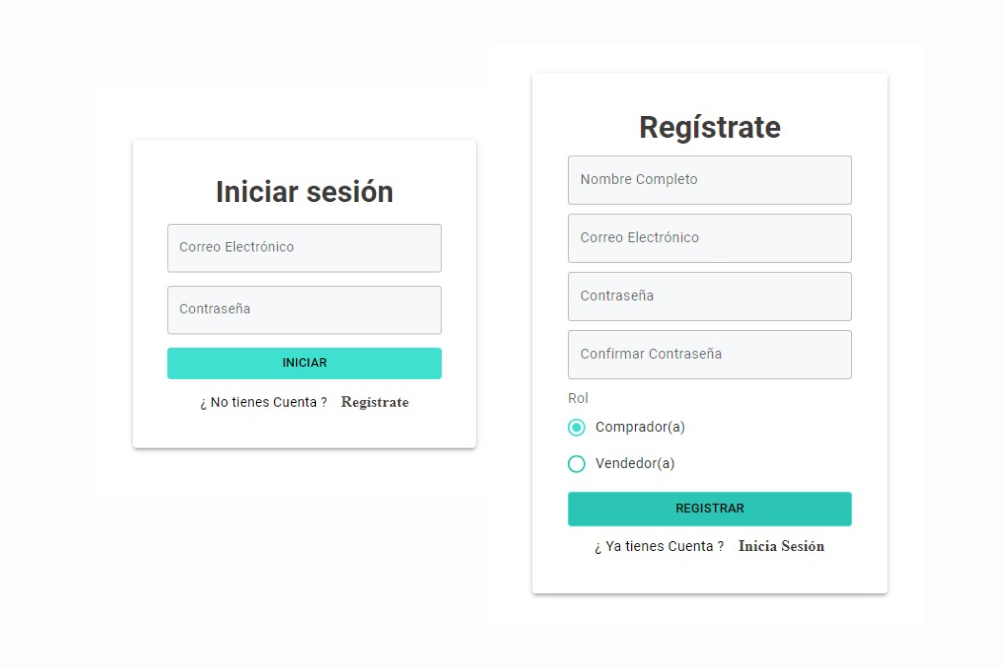 Iniciar sesión
Correo Electrónico
Contraseña
INICIAR
¿ No tienes Cuenta ? Regístrate
Regístrate
Nombre Completo
Correo Electrónico
Contraseña
Confirmar Contraseña
Rol
Comprador(a)
Vendedor(a)
REGISTRAR
¿ Ya tienes Cuenta ? Inicia Sesión